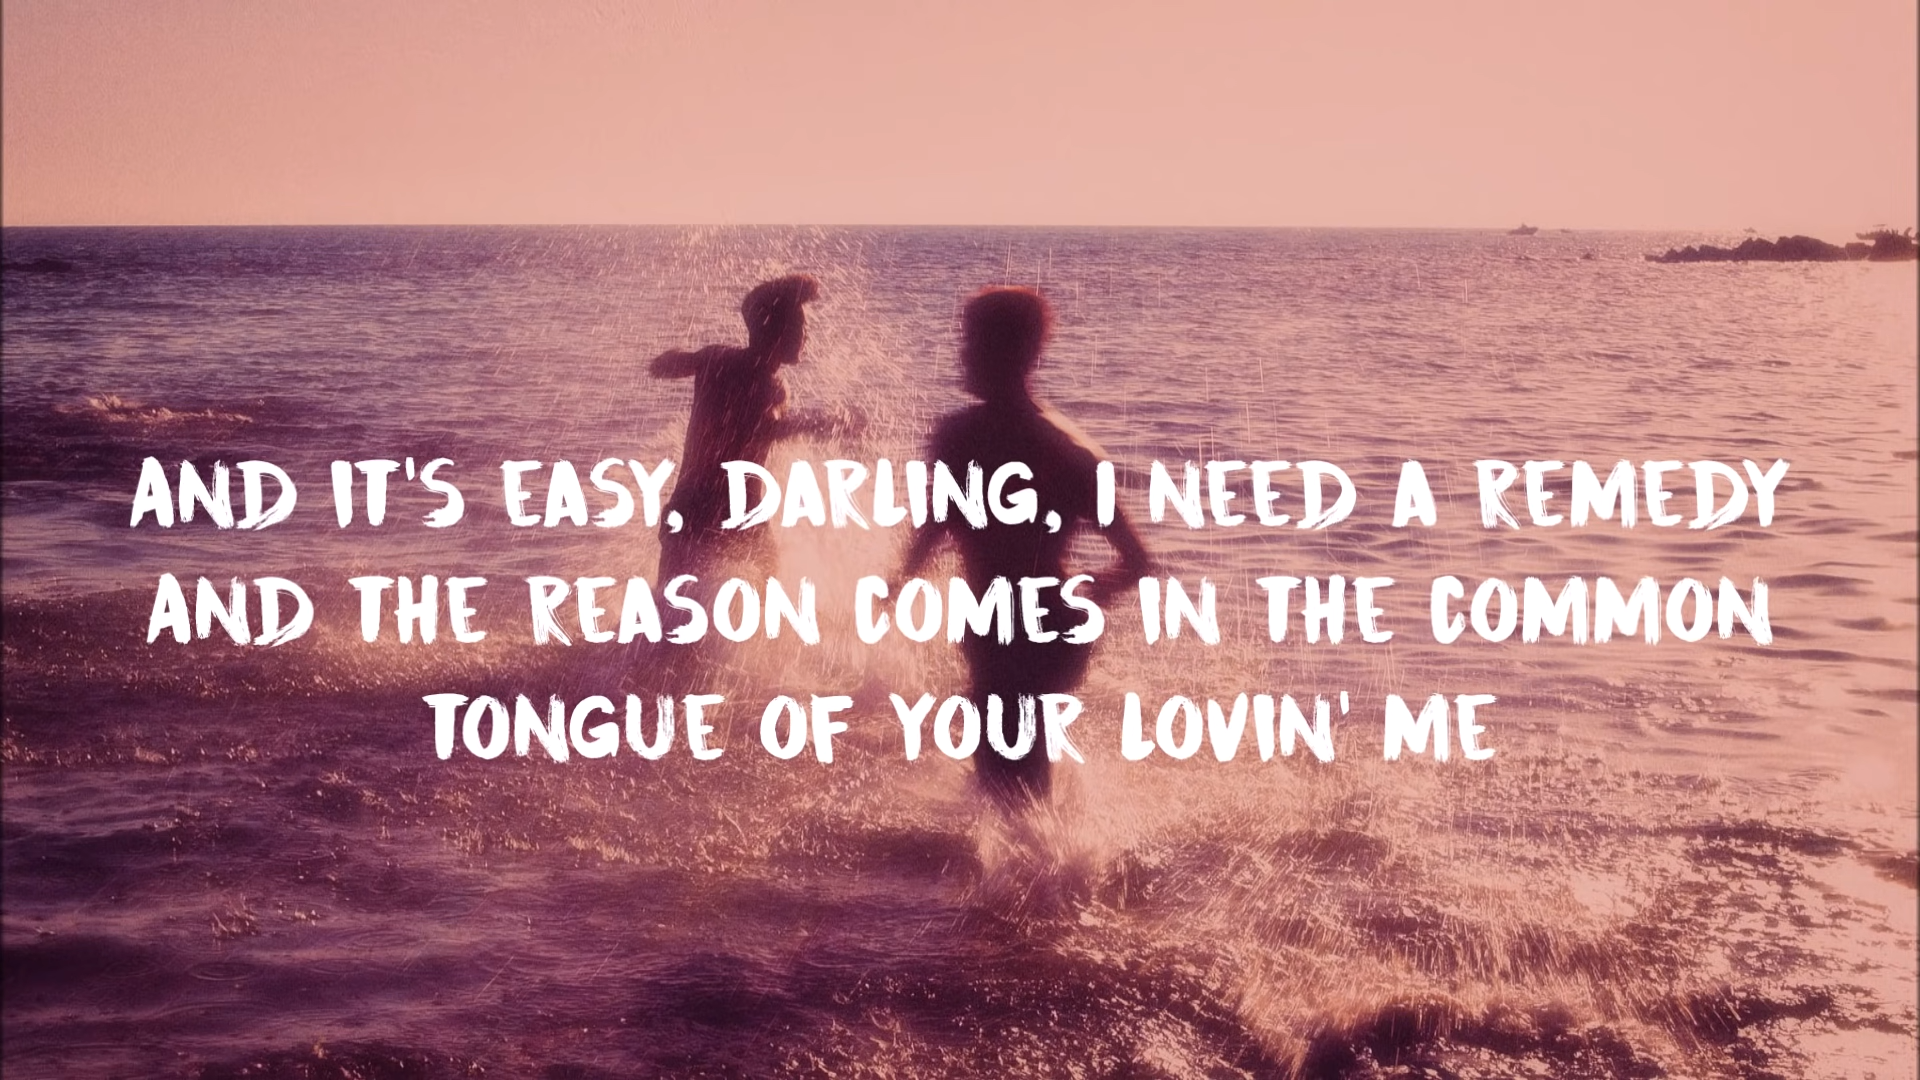 AND IT'S EASY, DARLING, I NEED A REMEDY
AND THE REASON COMES IN THE COMMON
TONGUE OF YOUR LOVIN' ME